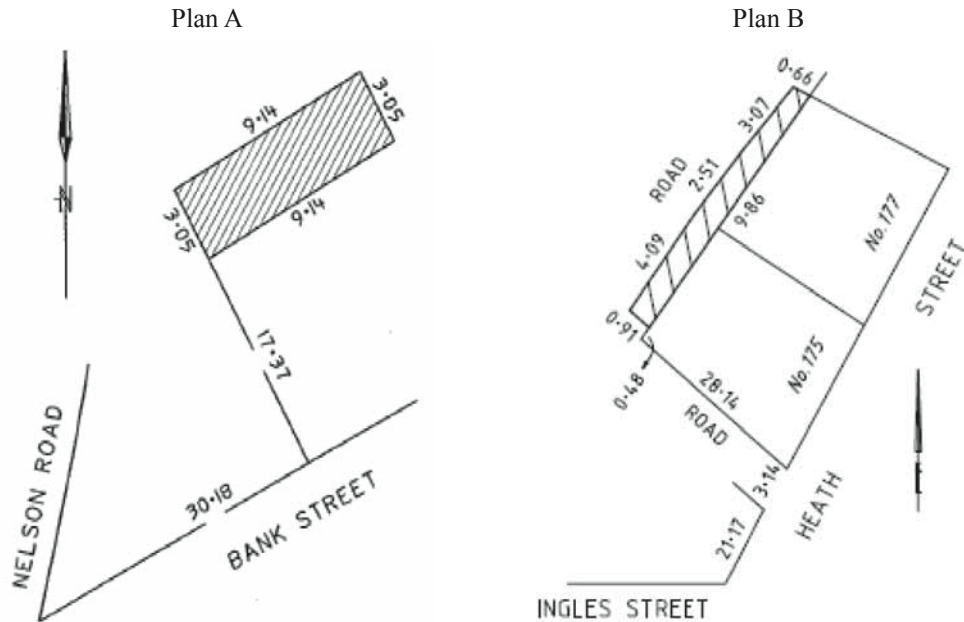 Plan A
9·14
3·05
3·05
9·14
N
17·37
30·18
NELSON ROAD
BANK STREET
Plan B
0·66
3·07
2·51
ROAD
9·86
4·09
No.177
STREET
0·91
No.175
0·48
28·14
ROAD
3·14
HEATH
21·17
INGLES STREET